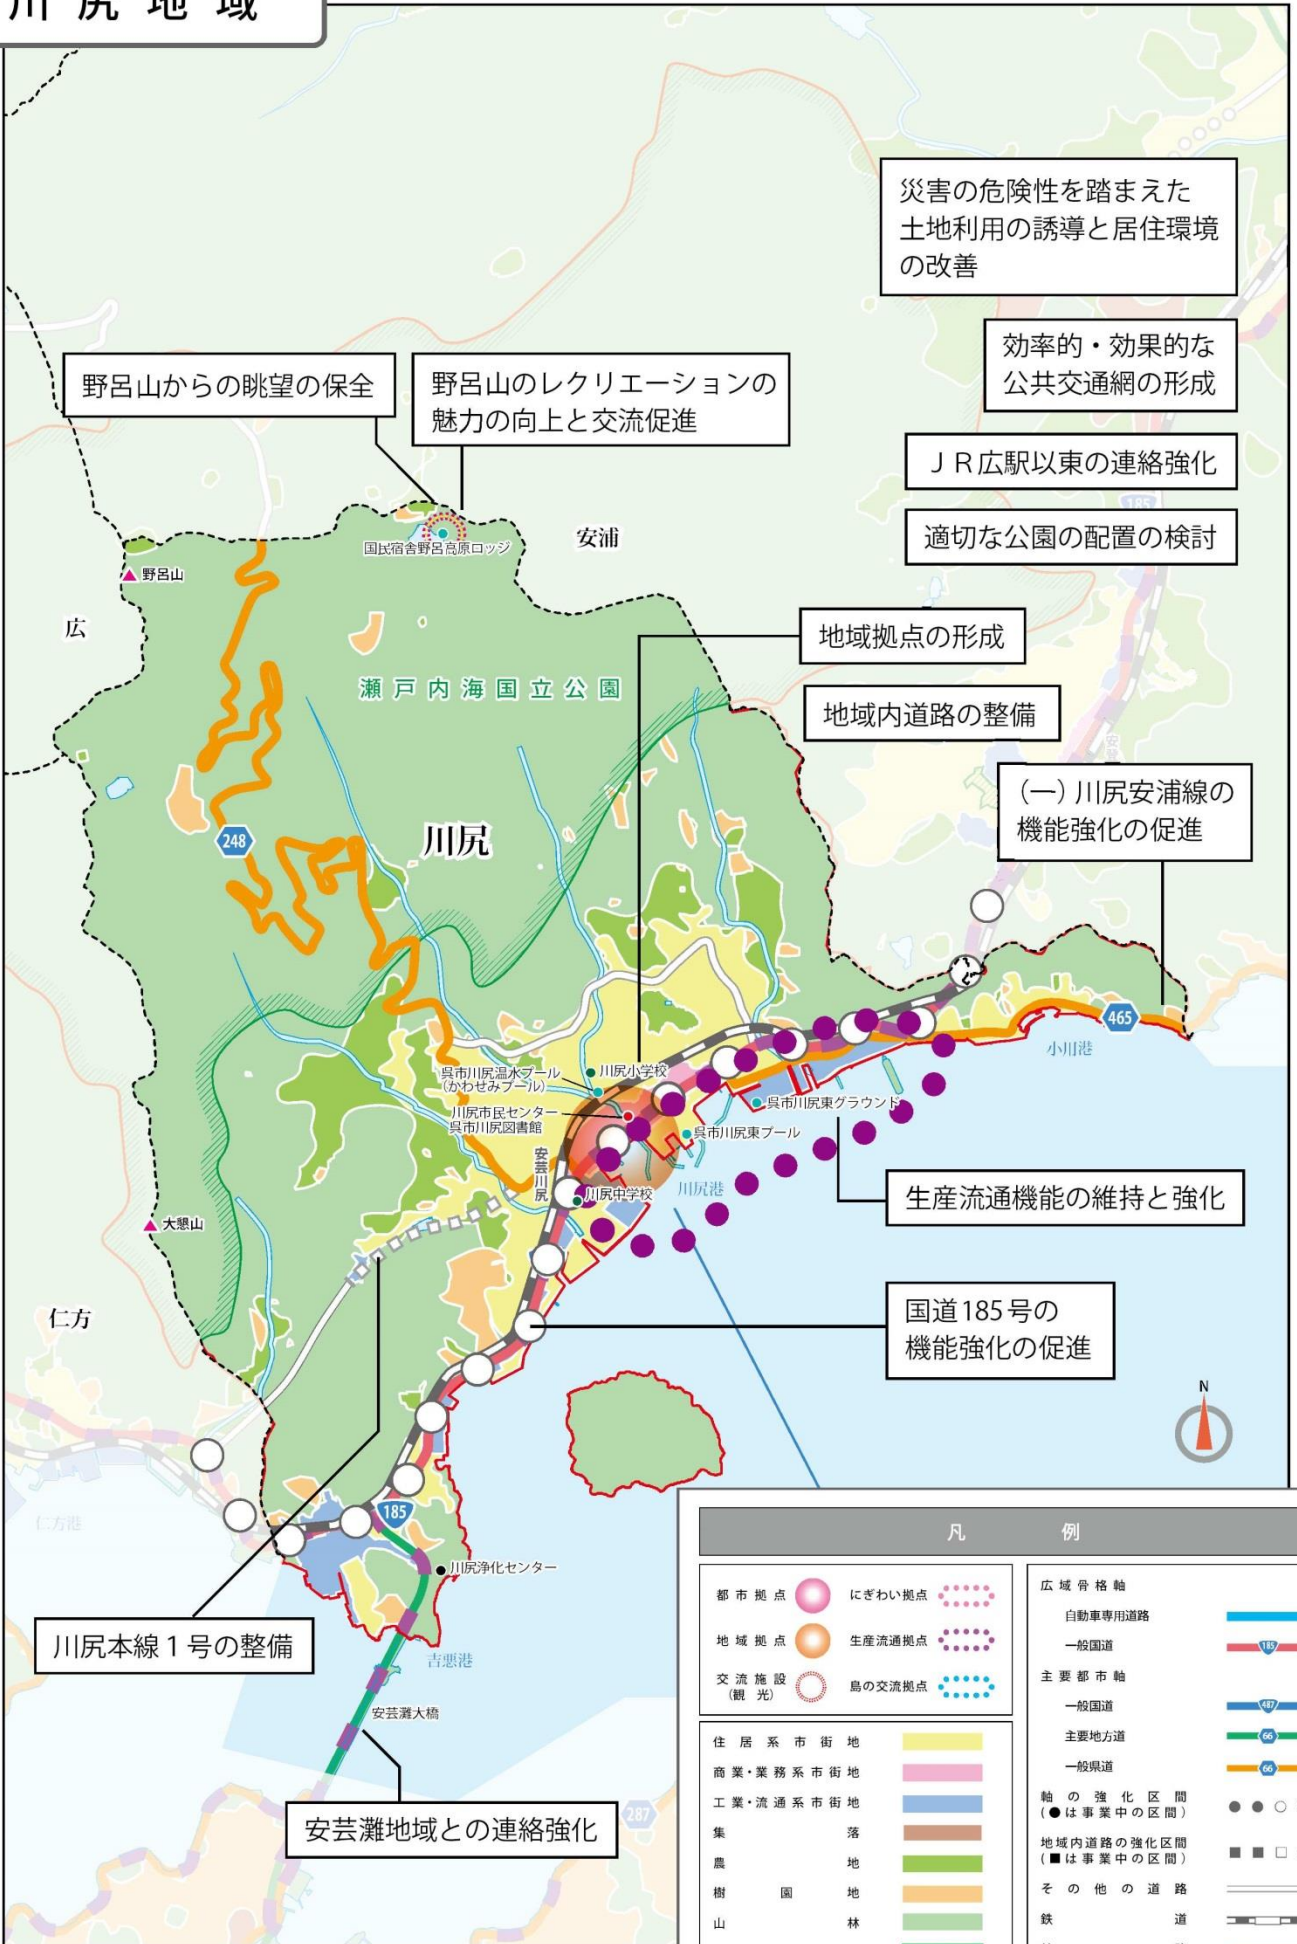 川尻地域
災害の危険性を踏まえた
土地利用の誘導と居住環境
の改善
効率的・効果的な
公共交通網の形成
野呂山からの眺望の保全
野呂山のレクリエーションの
魅力の向上と交流促進
ＪＲ広駅以東の連絡強化
185
適切な公園の配置の検討
国民宿舎野呂高原ロッジ
安浦
野呂山
広
地域拠点の形成
瀬戸内海国立公園
地域内道路の整備
(一)川尻安浦線の
機能強化の促進
248
川尻
465
小川港
呉市川尻温水プール
(かわせみプール)
川尻小学校
川尻市民センター
呉市川尻図書館
呉市川尻東グラウンド
呉市川尻東プール
安芸川尻
川尻中学校
川尻港
生産流通機能の維持と強化
大懇山
仁方
国道185号の
機能強化の促進
N
仁方港
185
川尻浄化センター
川尻本線１号の整備
吉悪港
安芸灘大橋
安芸灘地域との連絡強化
287
凡例
都市拠点
にぎわい拠点
地域拠点
生産流通拠点
交流施設
(観光)
島の交流拠点
住居系市街地
商業・業務系市街地
工業・流通系市街地
集落
農地
樹園地
山林
広域骨格軸
自動車専用道路
一般国道
185
主要都市軸
一般国道
487
主要地方道
66
一般県道
66
軸の強化区間
(●は事業中の区間)
地域内道路の強化区間
(■は事業中の区間)
その他の道路
鉄道